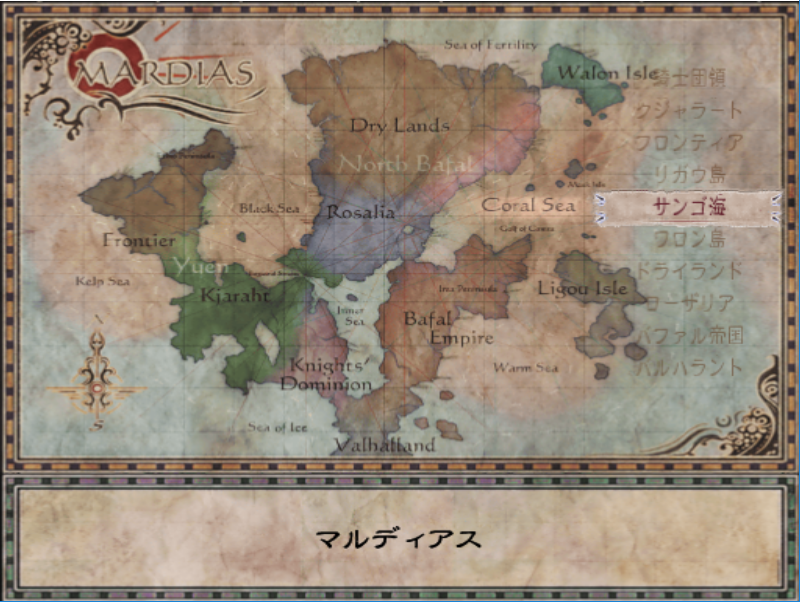 MARDIAS
Sea of Fertility
Walon Isle
騎士団領
クジャラート
Dry Lands
フロンティア
North Bafal
リガウ島
Black Sea
Rosalia
Coral Sea
サンゴ海
Frontier
ワロン島
Yuen
Kelp Sea
Kjaraht
Ligou Isle
ドライランド
Inner
Sea
ローザリア
Bafal
Empire
バファル帝国
Knights'
Dominion
Warm Sea
バルハラント
Sea of Ice
Valhalland
S
マルディアス